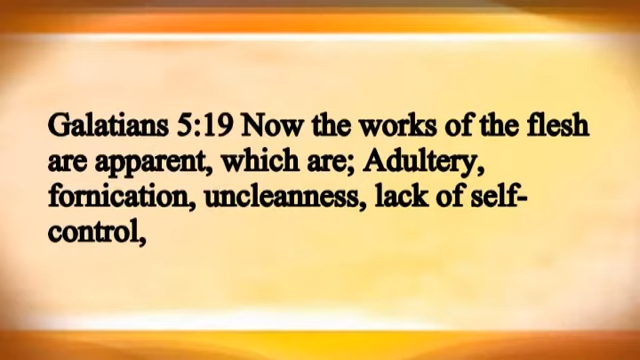 Galatians 5:19 Now the works of the flesh
are apparent, which are; Adultery,
fornication, uncleanness, lack of self-
control,